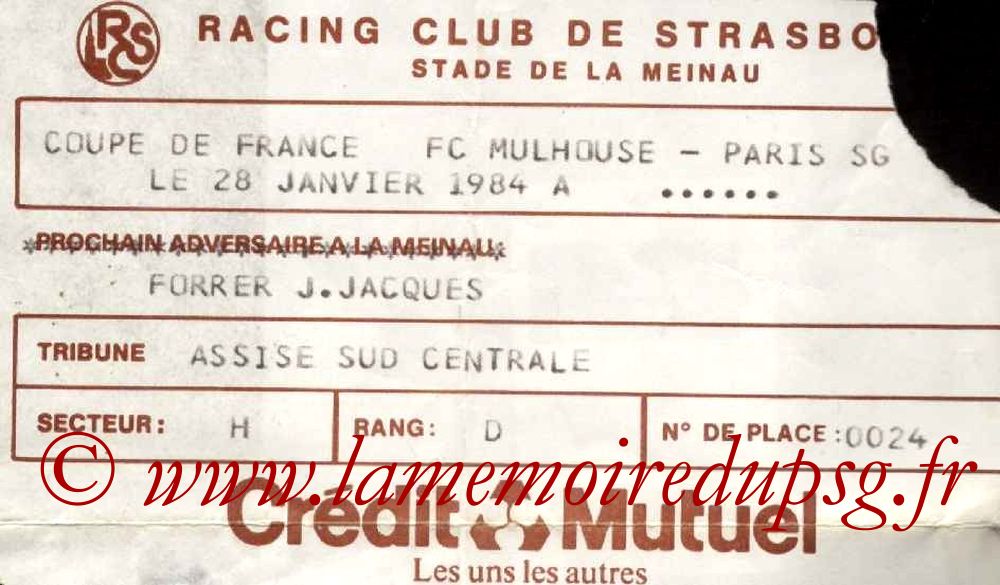 RCS
RACING CLUB DE STRASBO
STADE DE LA MEINAU
COUPE DE FRANCE FC MULHOUSE - PARIS SG
LE 28 JANVIER 1984 A ......
PROCHAIN ADVERSAIRE A LA MEINAU:
FORRER J.JACQUES
TRIBUNE ASSISE SUD CENTRALE
SECTEUR: H RANG: D N° DE PLACE :0024
© www.lamemoiredupsg.fr
Crédit Mutuel
Les uns les autres